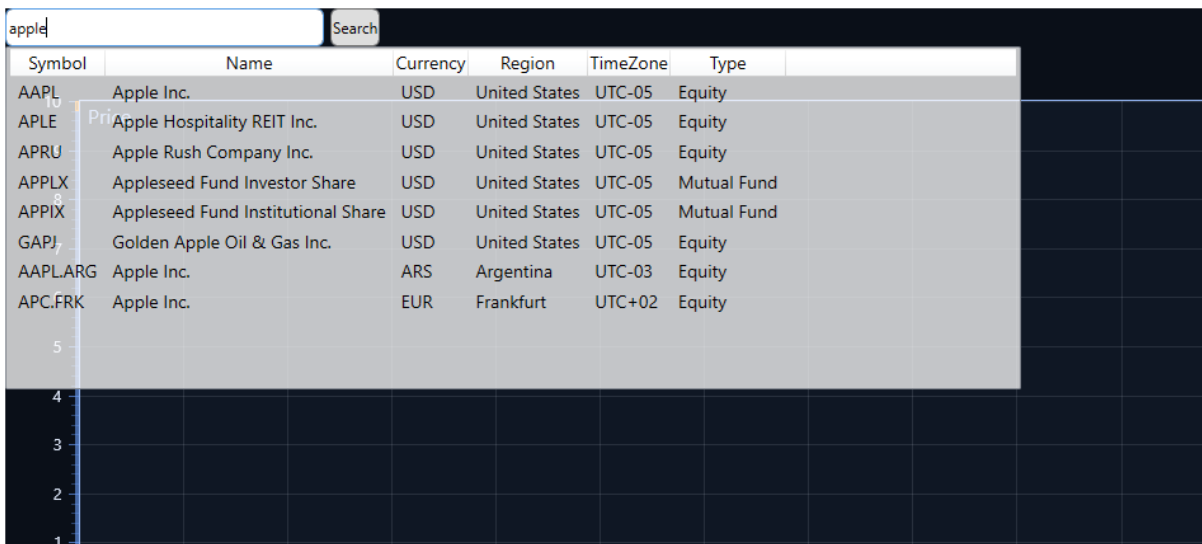 apple Search
Symbol Name Currency Region TimeZone Type
AAPL Apple Inc. USD United States UTC-05 Equity
10
Price
APLE Apple Hospitality REIT Inc. USD United States UTC-05 Equity
APRU Apple Rush Company Inc. USD United States UTC-05 Equity
APPLX Appleseed Fund Investor Share USD United States UTC-05 Mutual Fund
8
APPIX Appleseed Fund Institutional Share USD United States UTC-05 Mutual Fund
GAPJ Golden Apple Oil & Gas Inc. USD United States UTC-05 Equity
7
AAPL.ARG Apple Inc. ARS Argentina UTC-03 Equity
APC.FRK Apple Inc. EUR Frankfurt UTC+02 Equity
5
4
3
2
1